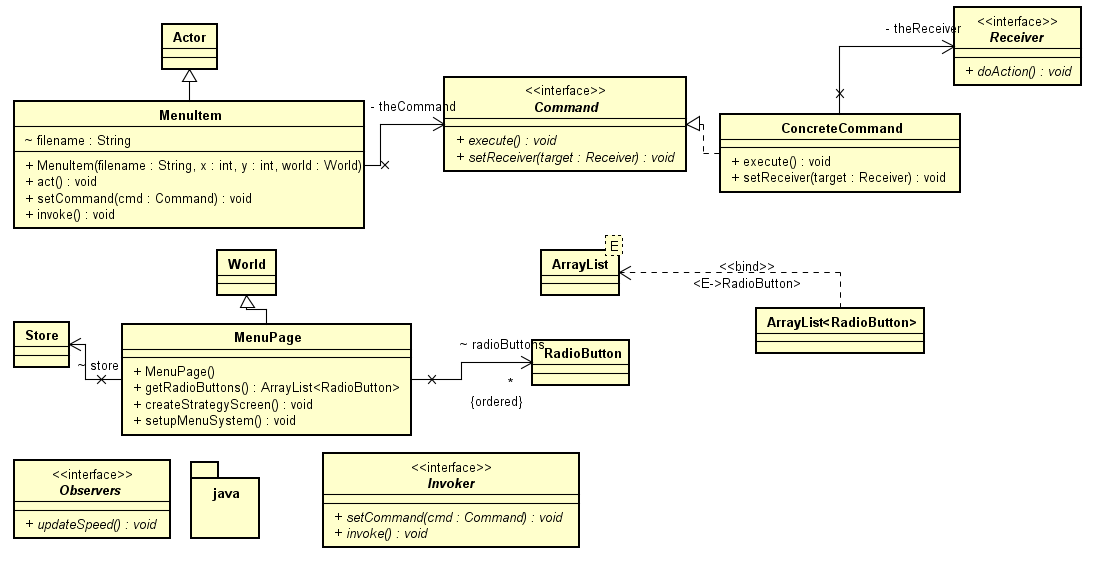 Actor
- theReceiver
<<interface>>
Receiver
+ doAction() : void
MenuItem
~ filename : String
+ MenuItem(filename : String, x : int, y : int, world : World)
+ act() : void
+ setCommand(cmd : Command) : void
+ invoke() : void
- theCommand
<<interface>>
Command
+ execute() : void
+ setReceiver(target : Receiver) : void
ConcreteCommand
+ execute() : void
+ setReceiver(target : Receiver) : void
World
ArrayList
E
<<bind>>
<E->RadioButton>
ArrayList<RadioButton>
Store
~ store
MenuPage
+ MenuPage()
+ getRadioButtons() : ArrayList<RadioButton>
+ createStrategyScreen() : void
+ setupMenuSystem() : void
~ radioButtons
RadioButton
*
{ordered}
<<interface>>
Observers
+ updateSpeed() : void
java
<<interface>>
Invoker
+ setCommand(cmd : Command) : void
+ invoke() : void